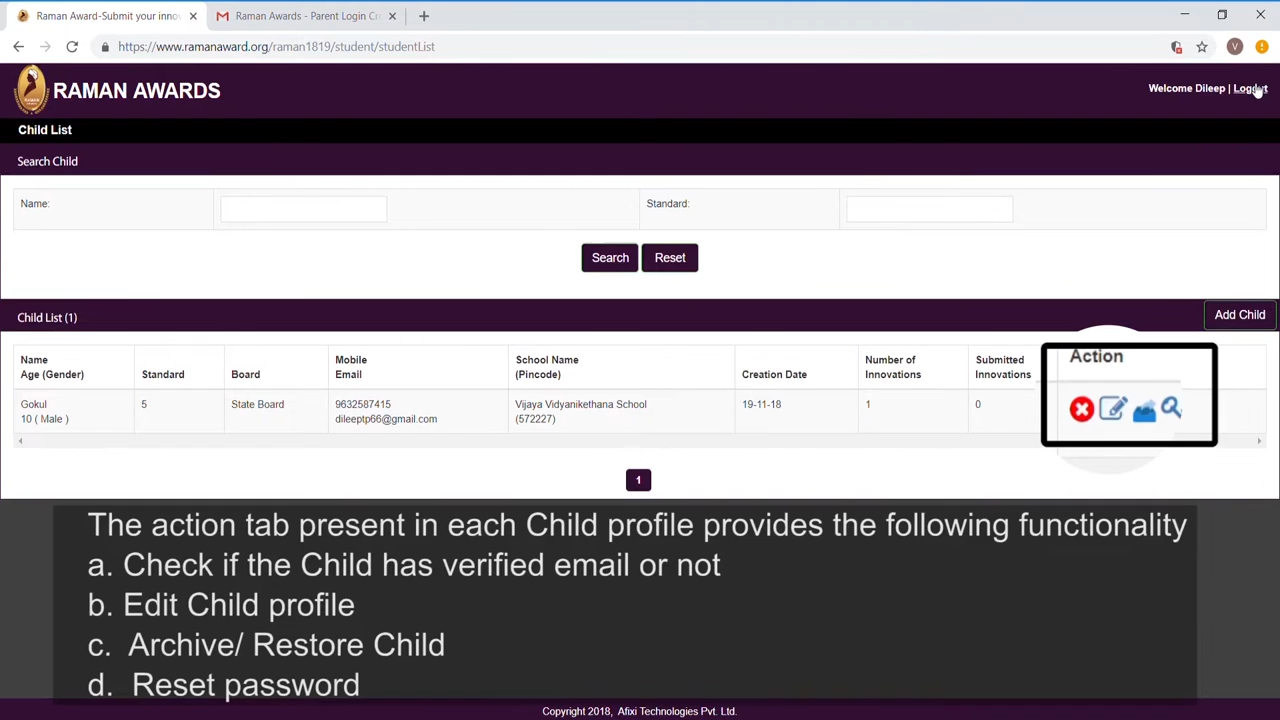 Raman Award-Submit your innov
Raman Awards - Parent Login Cr
https://www.ramanaward.org/raman1819/student/studentList
V
RAMAN AWARDS
Welcome Dileep | Logout
Child List
Search Child
Name:
Standard:
Search
Reset
Child List (1)
Add Child
Name
Age (Gender)
Standard
Board
Mobile
Email
School Name
(Pincode)
Creation Date
Number of
Innovations
Submitted
Innovations
Action
Gokul
10 ( Male )
5
State Board
9632587415
dileeptp66@gmail.com
Vijaya Vidyanikethana School
(572227)
19-11-18
1
0
1
The action tab present in each Child profile provides the following functionality
a. Check if the Child has verified email or not
b. Edit Child profile
c. Archive/ Restore Child
d. Reset password
Copyright 2018, Afixi Technologies Pvt. Ltd.